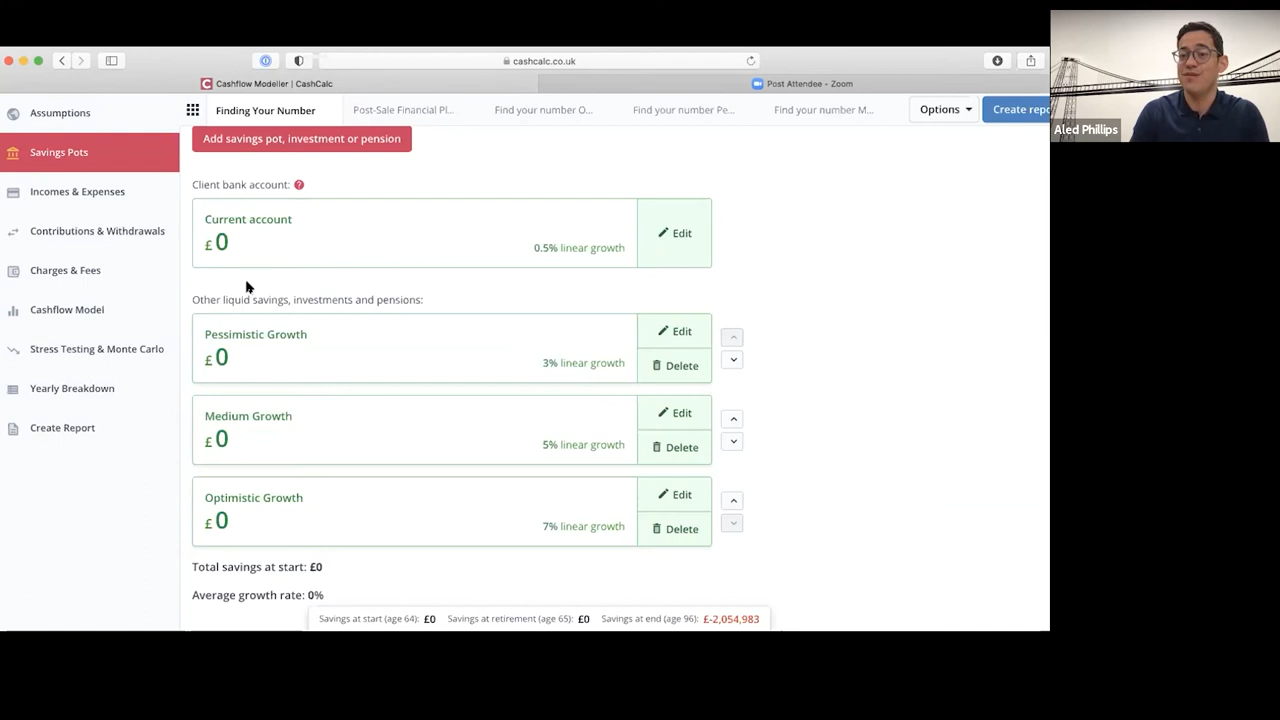 cashcalc.co.uk
Cashflow Modeller | CashCalc
Post Attendee - Zoom
Finding Your Number
Post-Sale Financial Pl...
Find your number O...
Find your number Pe...
Find your number M...
Options
Create repo
Aled Phillips
Assumptions
Savings Pots
Incomes & Expenses
Contributions & Withdrawals
Charges & Fees
Cashflow Model
Stress Testing & Monte Carlo
Yearly Breakdown
Create Report
Add savings pot, investment or pension
Client bank account: ?
Current account
£ 0
0.5% linear growth
Edit
Other liquid savings, investments and pensions:
Pessimistic Growth
£ 0
3% linear growth
Edit
Delete
Medium Growth
£ 0
5% linear growth
Edit
Delete
Optimistic Growth
£ 0
7% linear growth
Edit
Delete
Total savings at start: £0
Average growth rate: 0%
Savings at start (age 64): £0 Savings at retirement (age 65): £0 Savings at end (age 96): £-2,054,983